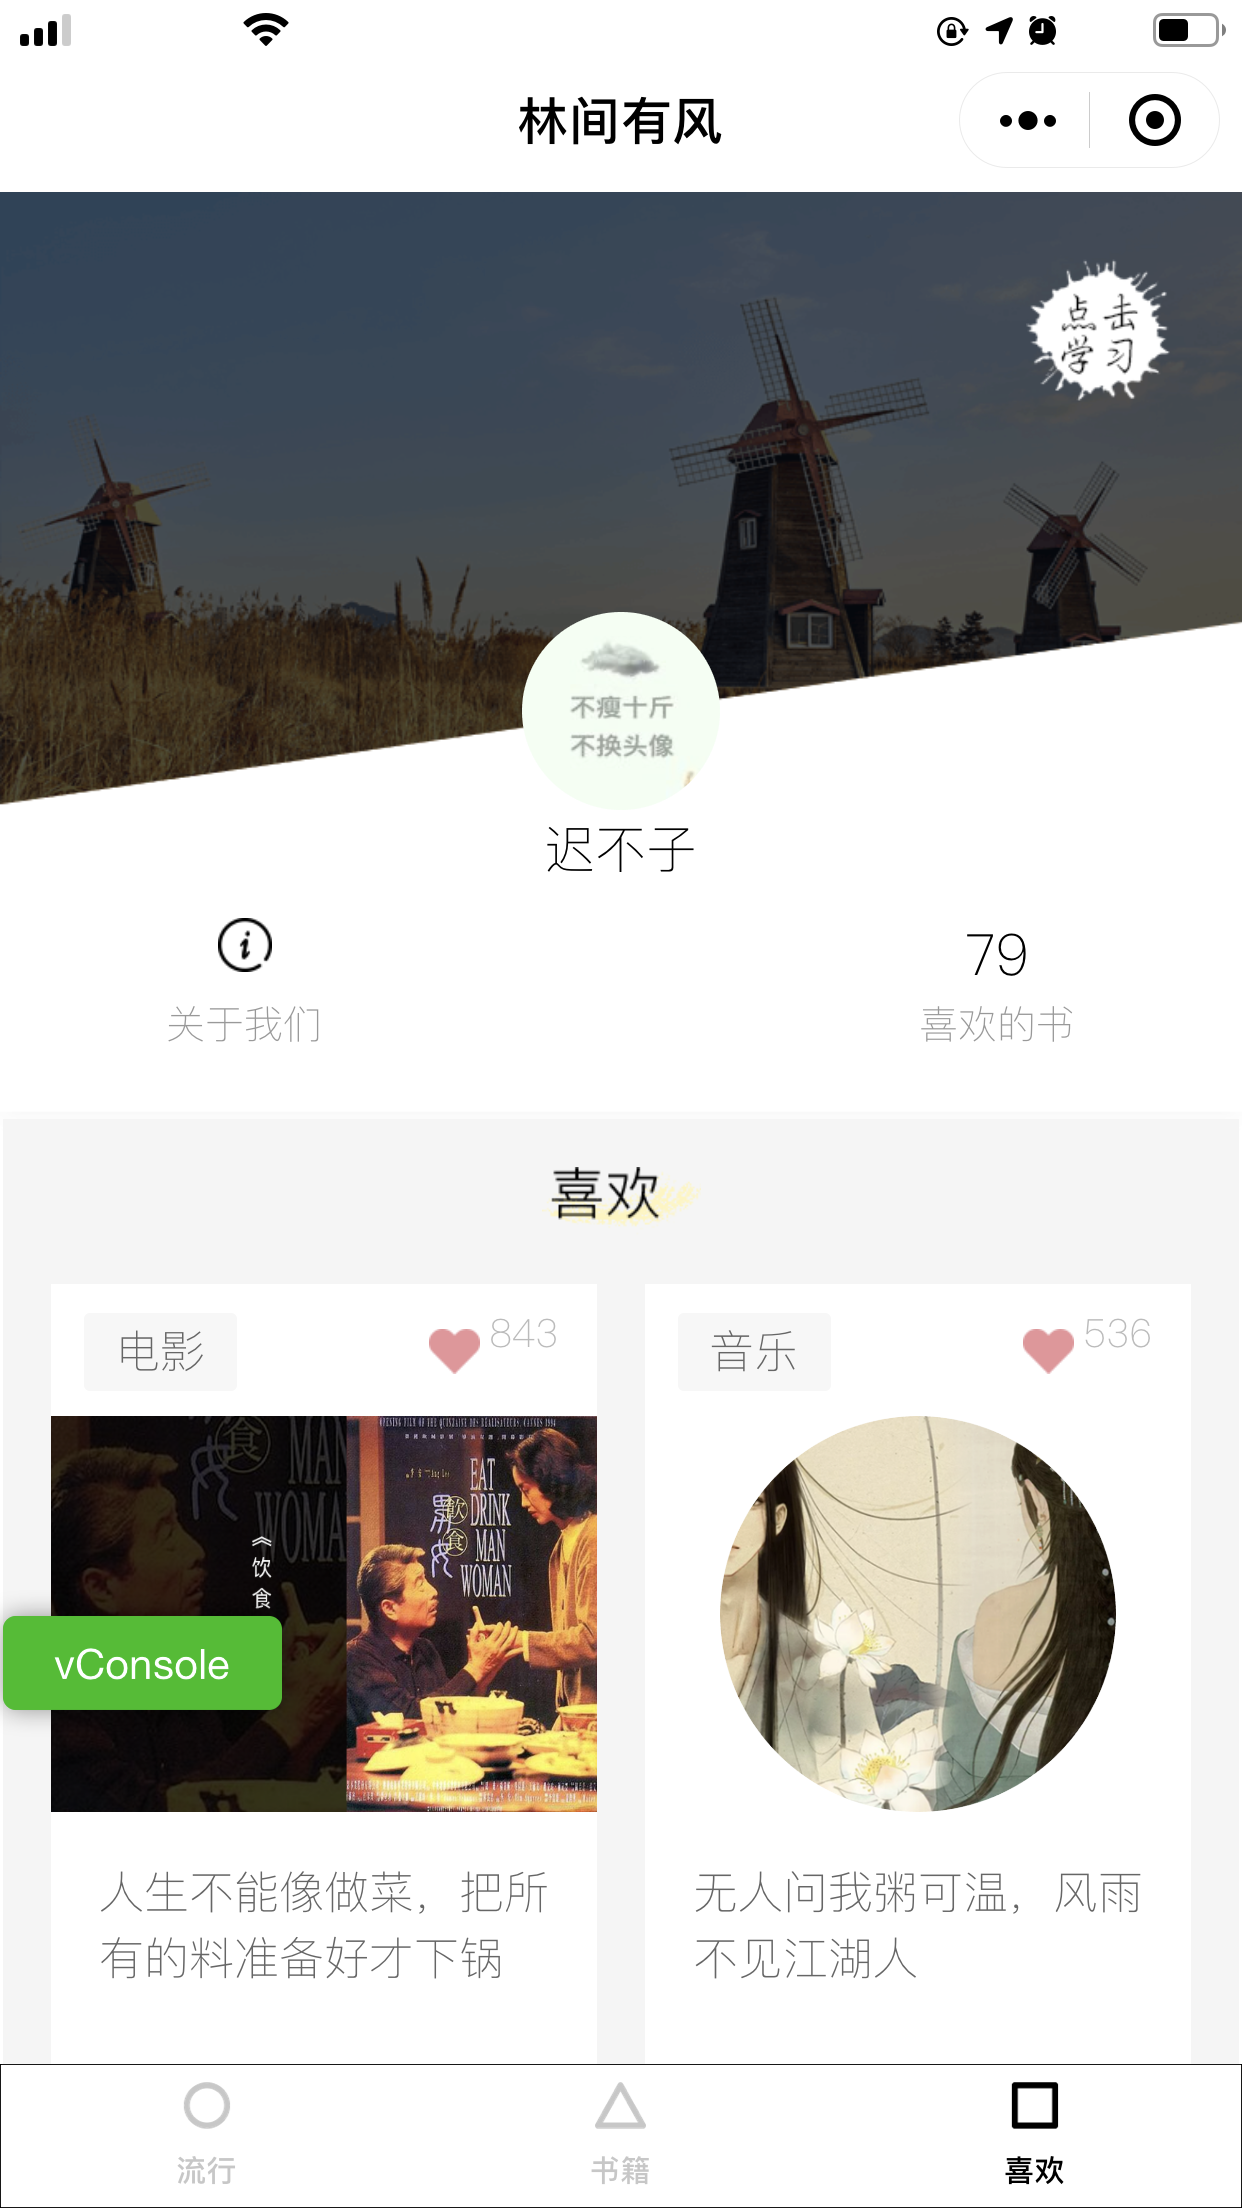 林间有风
点击
学习
不瘦十斤
不换头像
迟不子
79
关于我们
喜欢的书
喜欢
电影
843
音乐
536
食
MAN
WOMA
《饮食
EAT
DRINK
MAN
WOMAN
男女
飲食
vConsole
人生不能像做菜，把所
有的料准备好才下锅
无人问我粥可温，风雨
不见江湖人
流行
书籍
喜欢